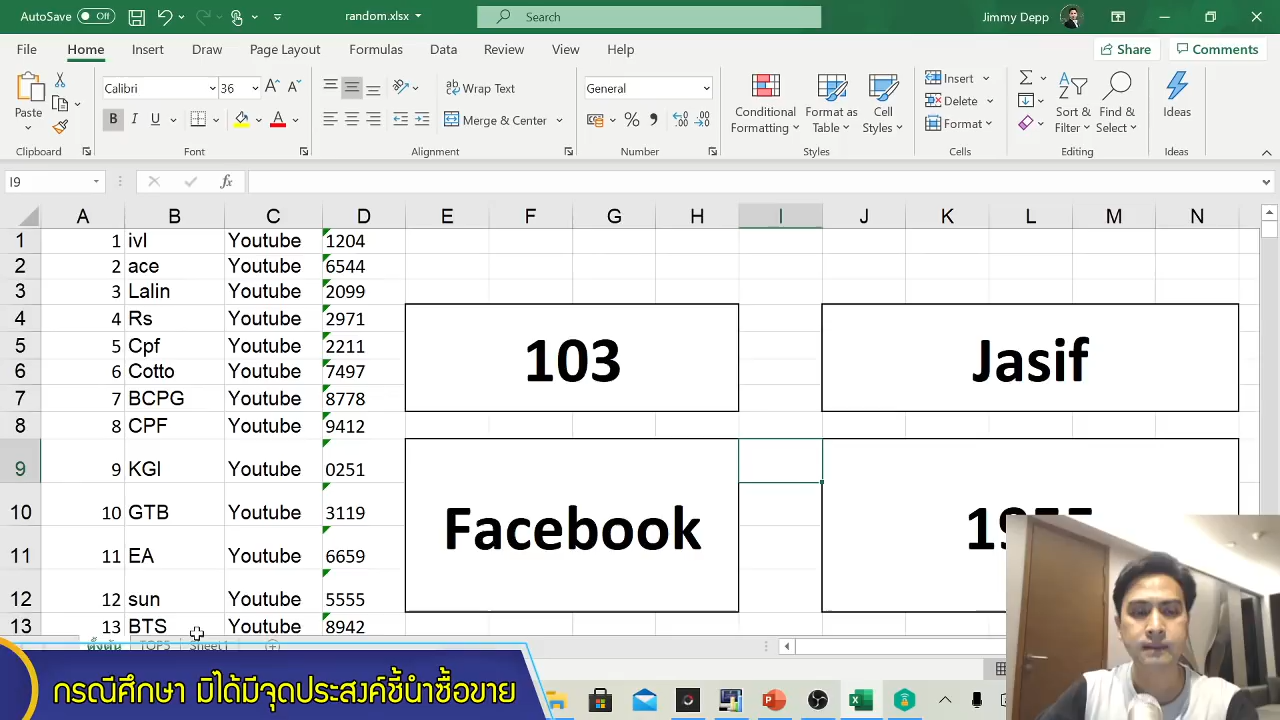 AutoSave Off random.xlsx Search Jimmy Depp
File Home Insert Draw Page Layout Formulas Data Review View Help Share Comments
Calibri 36 Wrap Text General Insert
Paste B I U Merge & Center % Conditional Formatting Format as Table Cell Styles Delete Format Sort & Filter Find & Select Ideas
Clipboard Font Alignment Number Styles Cells Editing Ideas
I9 fx
A B C D E F G H I J K L M N
1 1 ivl Youtube 1204
2 2 ace Youtube 6544
3 3 Lalin Youtube 2099
4 4 Rs Youtube 2971
5 5 Cpf Youtube 2211
103 Jasif
6 6 Cotto Youtube 7497
7 7 BCPG Youtube 8778
8 8 CPF Youtube 9412
9 9 KGI Youtube 0251
10 10 GTB Youtube 3119
Facebook
11 11 EA Youtube 6659
12 12 sun Youtube 5555
13 13 BTS Youtube 8942
ตั้งต้น TOP5 Sheet1
กรณีศึกษา มิได้มีจุดประสงค์ชี้นำซื้อขาย